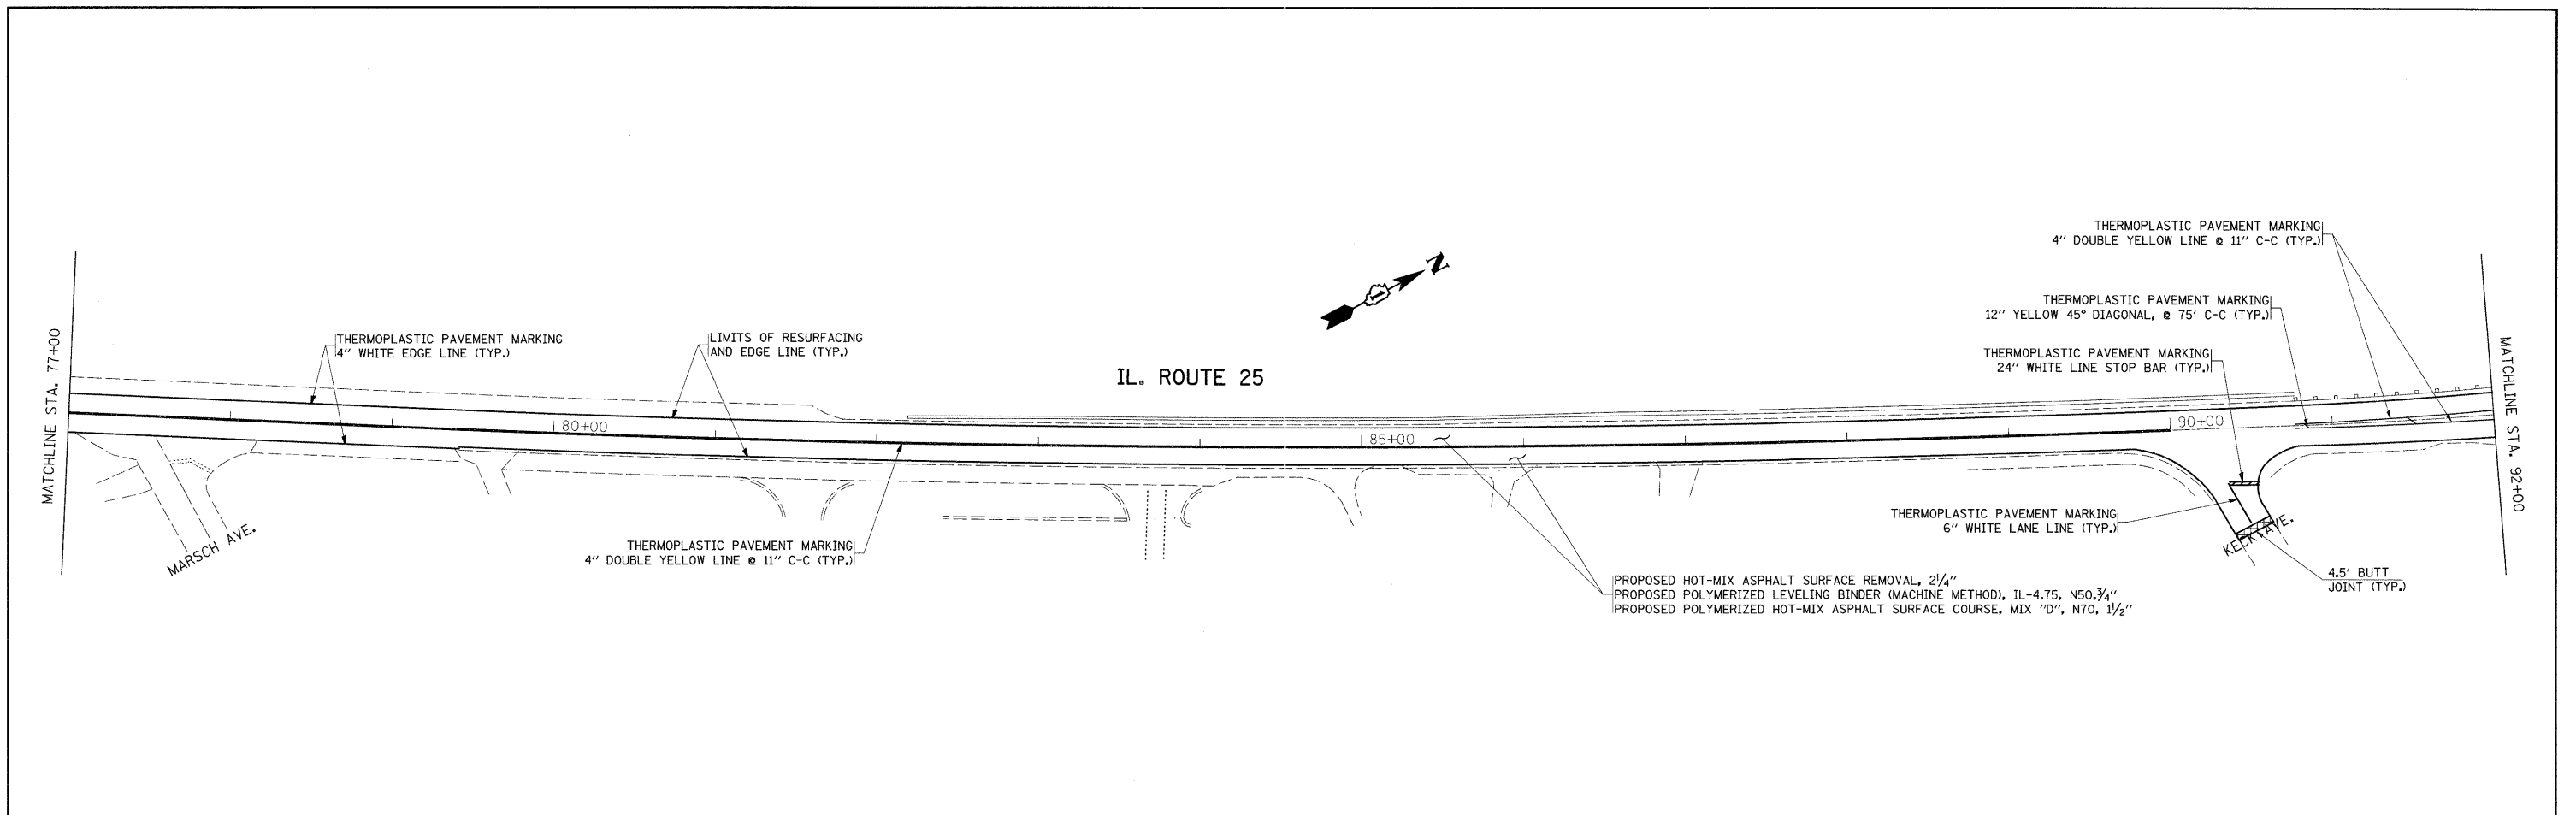 THERMOPLASTIC PAVEMENT MARKING
4" DOUBLE YELLOW LINE @ 11" C-C (TYP.)
N
THERMOPLASTIC PAVEMENT MARKING
12" YELLOW 45° DIAGONAL, @ 75' C-C (TYP.)
MATCHLINE STA. 77+00
THERMOPLASTIC PAVEMENT MARKING
4" WHITE EDGE LINE (TYP.)
LIMITS OF RESURFACING
AND EDGE LINE (TYP.)
THERMOPLASTIC PAVEMENT MARKING
24" WHITE LINE STOP BAR (TYP.)
MATCHLINE STA. 92+00
IL. ROUTE 25
80+00
85+00
90+00
MARSCH AVE.
THERMOPLASTIC PAVEMENT MARKING
4" DOUBLE YELLOW LINE @ 11" C-C (TYP.)
THERMOPLASTIC PAVEMENT MARKING
6" WHITE LANE LINE (TYP.)
KECK AVE.
4.5' BUTT
JOINT (TYP.)
PROPOSED HOT-MIX ASPHALT SURFACE REMOVAL, 2 1/4"
PROPOSED POLYMERIZED LEVELING BINDER (MACHINE METHOD), IL-4.75, N50, 3/4"
PROPOSED POLYMERIZED HOT-MIX ASPHALT SURFACE COURSE, MIX "D", N70, 1 1/2"